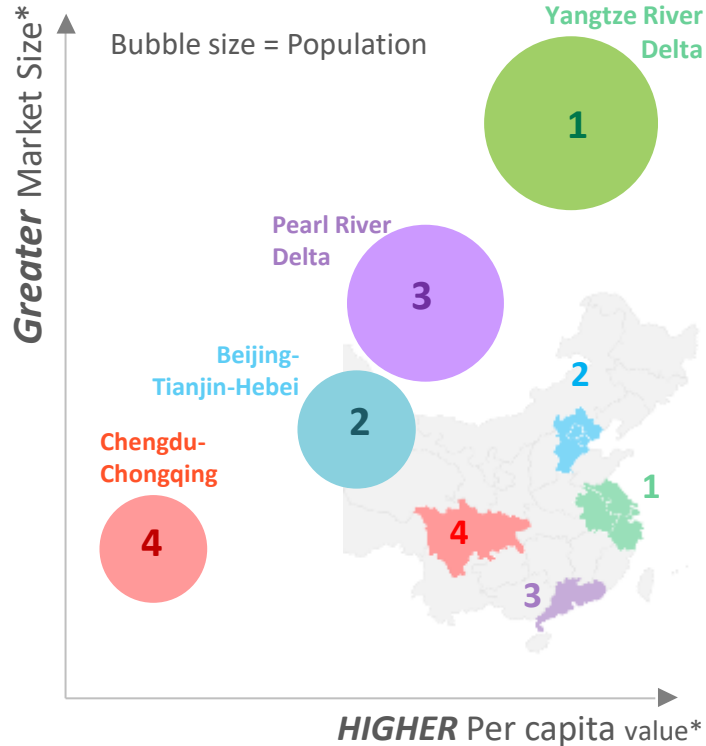 Yangtze River
Delta
Bubble size = Population
1
Greater Market Size*
Pearl River
Delta
3
Beijing-
Tianjin-Hebei
2
2
Chengdu-
Chongqing
1
4
4
3
HIGHER Per capita value*